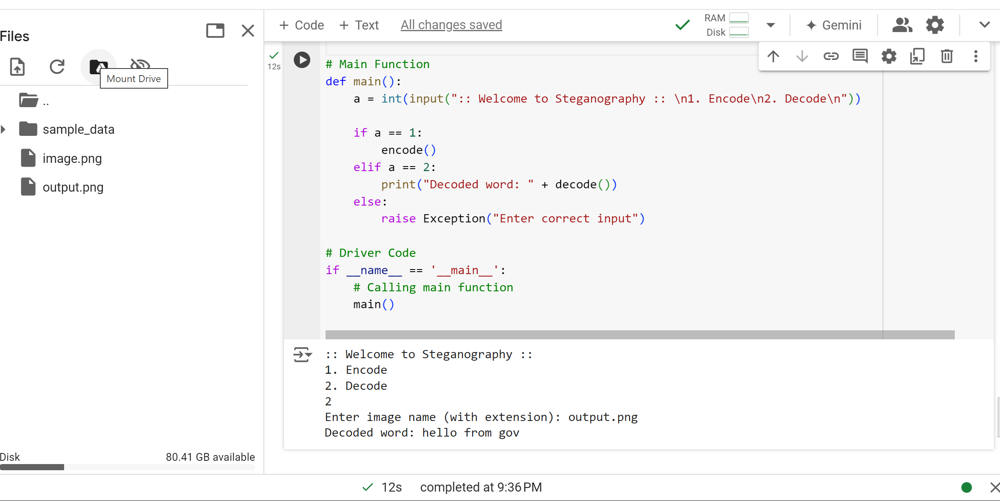 Files
Mount Drive
..
sample_data
image.png
output.png
Disk 80.41 GB available
+ Code + Text All changes saved
RAM
Disk
Gemini
12s
# Main Function
def main():
    a = int(input(":: Welcome to Steganography :: \n1. Encode\n2. Decode\n"))
    if a == 1:
        encode()
    elif a == 2:
        print("Decoded word: " + decode())
    else:
        raise Exception("Enter correct input")
# Driver Code
if __name__ == '__main__':
    # Calling main function
    main()
:: Welcome to Steganography ::
1. Encode
2. Decode
2
Enter image name (with extension): output.png
Decoded word: hello from gov
12s completed at 9:36 PM